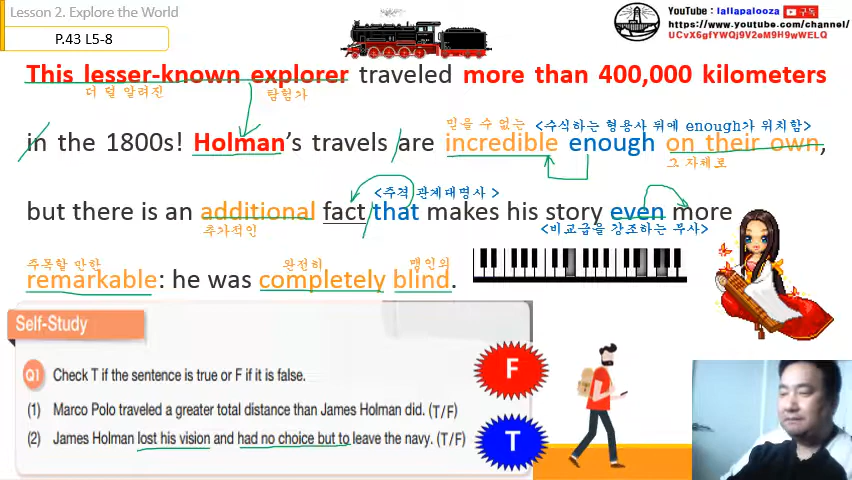 Lesson 2. Explore the World
P.43 L5-8
YouTube : lallapalooza 구독
https://www.youtube.com/channel/
UCvX6gfYWQj9V2eM9H9wWELQ
This lesser-known explorer traveled more than 400,000 kilometers
더 덜 알려진 탐험가
믿을 수 없는 <수식하는 형용사 뒤에 enough가 위치함>
in the 1800s! Holman's travels are incredible enough on their own,
그 자체로
<주격 관계대명사>
but there is an additional fact that makes his story even more
추가적인 <비교급을 강조하는 부사>
주목할 만한 완전히 맹인의
remarkable: he was completely blind.
Self-Study
Q1 Check T if the sentence is true or F if it is false.
(1) Marco Polo traveled a greater total distance than James Holman did. (T/F)
(2) James Holman lost his vision and had no choice but to leave the navy. (T/F)
F
T